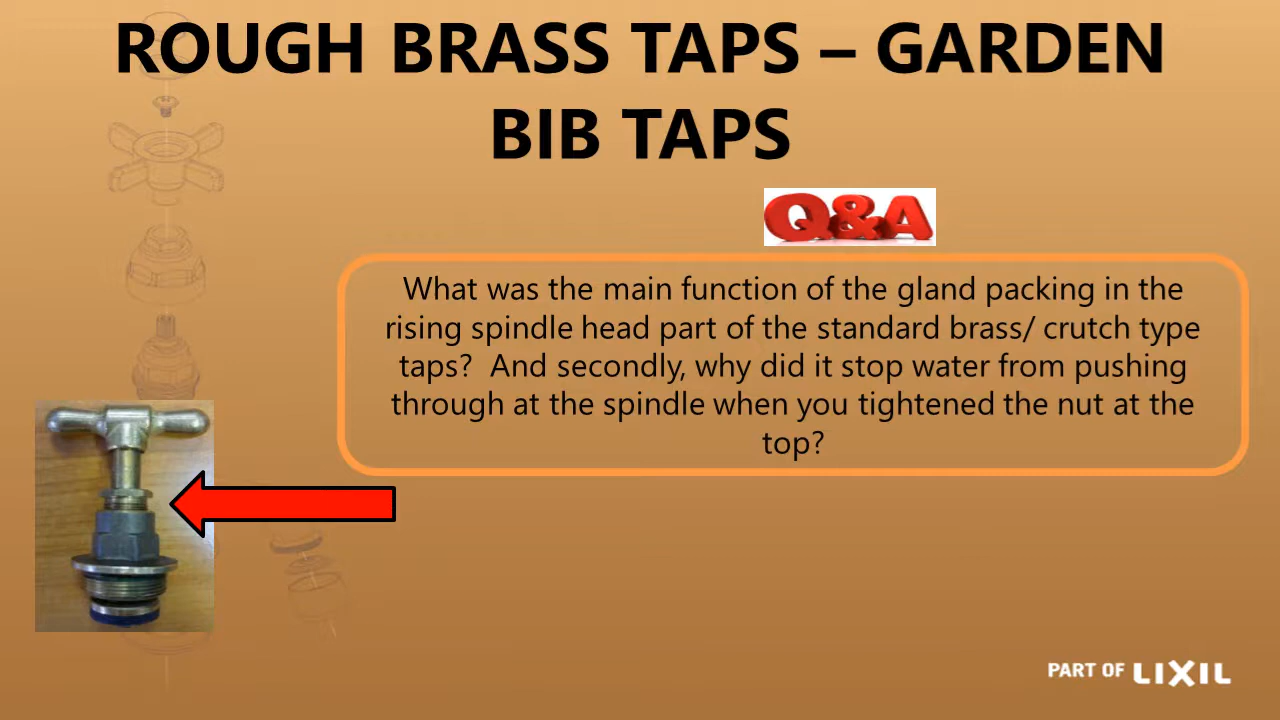 ROUGH BRASS TAPS – GARDEN
BIB TAPS
Q&A
What was the main function of the gland packing in the
rising spindle head part of the standard brass/ crutch type
taps?  And secondly, why did it stop water from pushing
through at the spindle when you tightened the nut at the
top?
PART OF LIXIL